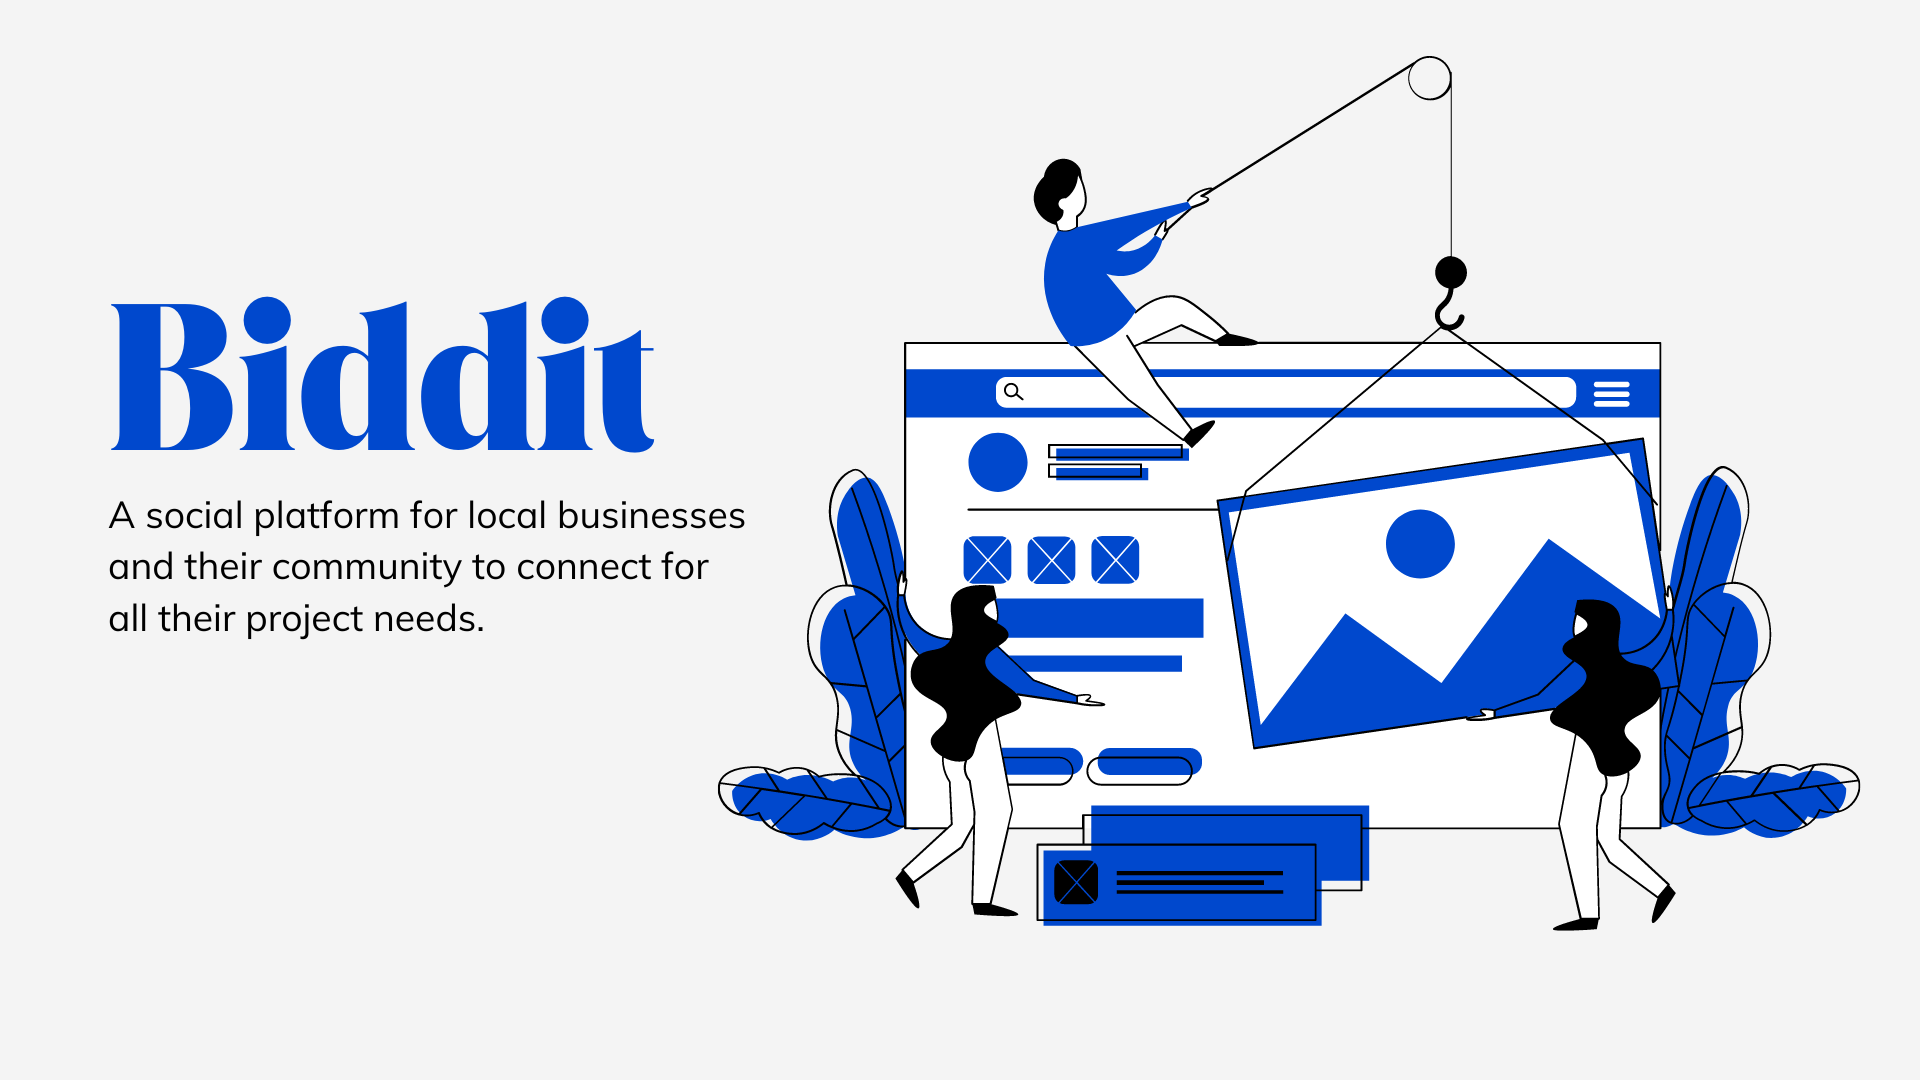 Biddit
A social platform for local businesses
and their community to connect for
all their project needs.